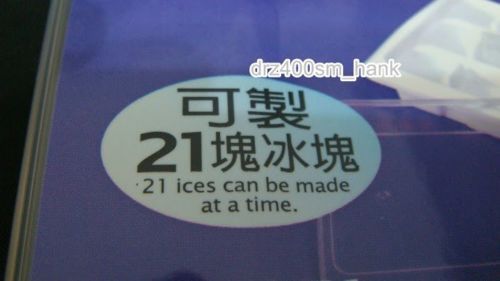 drz400sm_hank
可製
21塊冰塊
21 ices can be made
at a time.